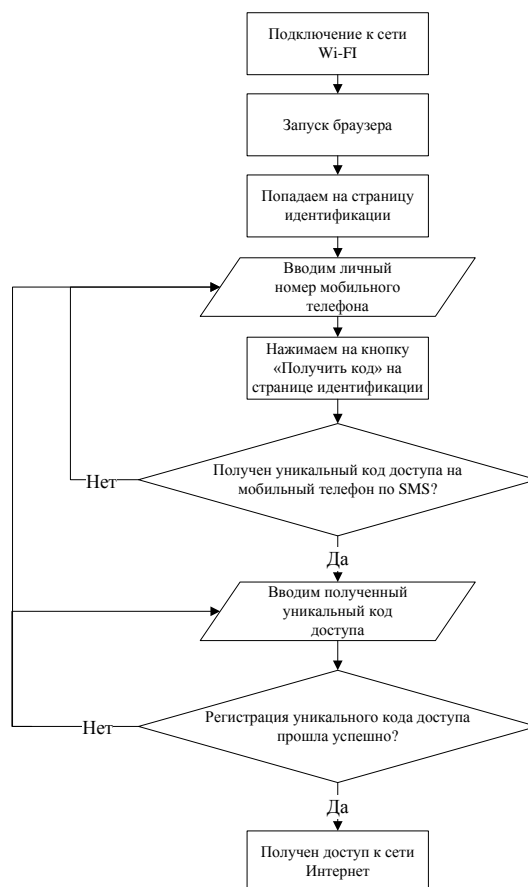 Подключение к сети
Wi-FI
Запуск браузера
Попадаем на страницу
идентификации
Вводим личный
номер мобильного
телефона
Нажимаем на кнопку
«Получить код» на
странице идентификации
Получен уникальный код доступа на
мобильный телефон по SMS?
Нет
Да
Вводим полученный
уникальный код
доступа
Регистрация уникального кода доступа
прошла успешно?
Нет
Да
Получен доступ к сети
Интернет